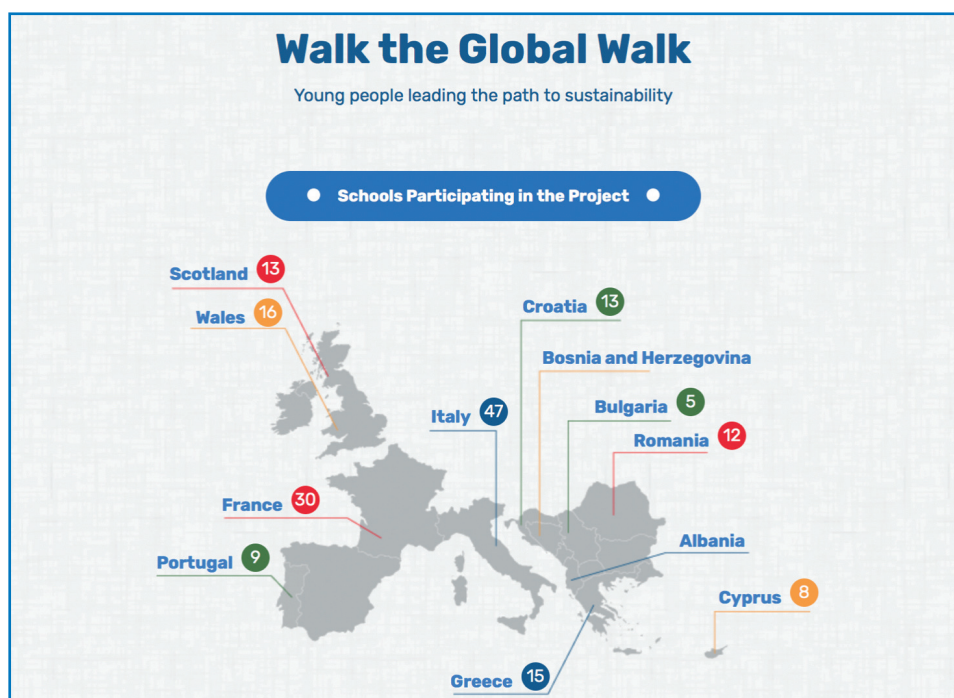 Walk the Global Walk
Young people leading the path to sustainability
Schools Participating in the Project
Scotland 13
Wales 16
Croatia 13
Bosnia and Herzegovina
Bulgaria 5
Italy 47
Romania 12
France 30
Albania
Portugal 9
Cyprus 8
Greece 15